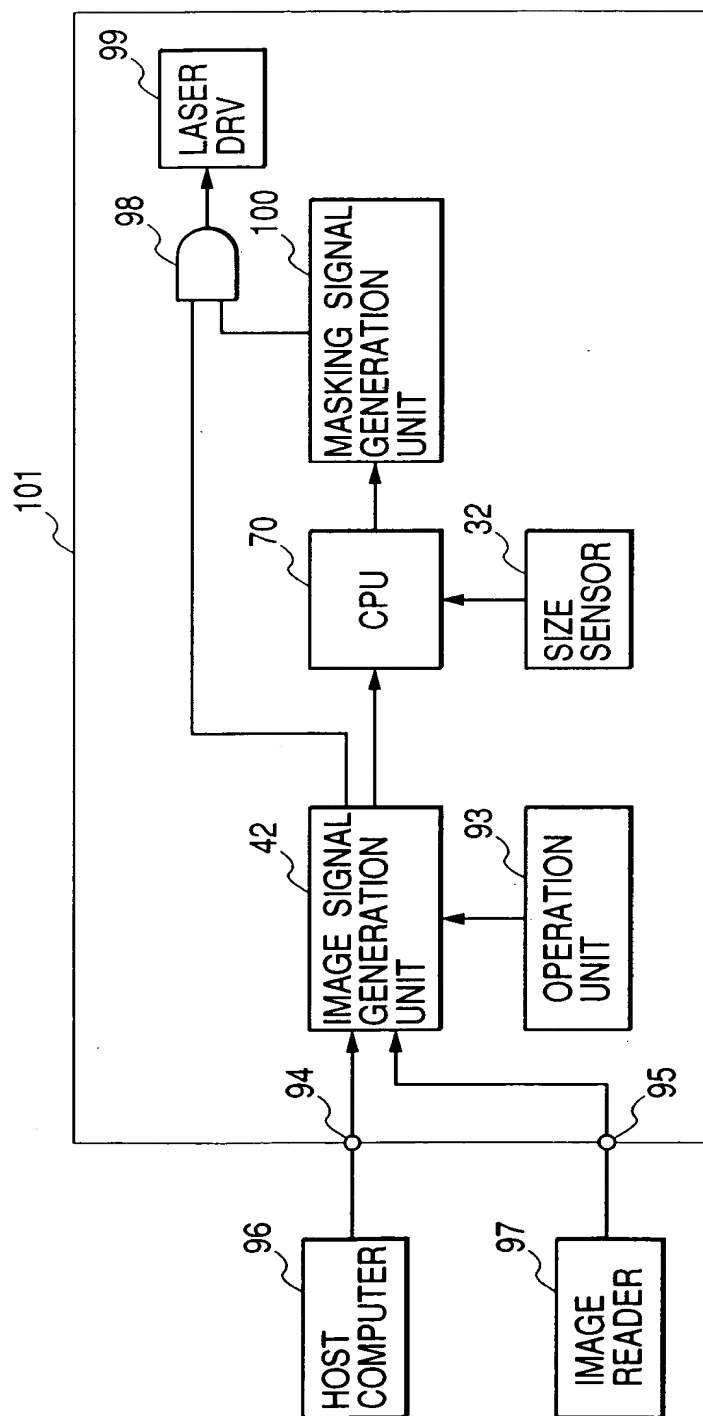 101
96
HOST
COMPUTER
97
IMAGE
READER
94
95
42
IMAGE SIGNAL
GENERATION
UNIT
93
OPERATION
UNIT
70
CPU
32
SIZE
SENSOR
100
MASKING SIGNAL
GENERATION
UNIT
98
99
LASER
DRV